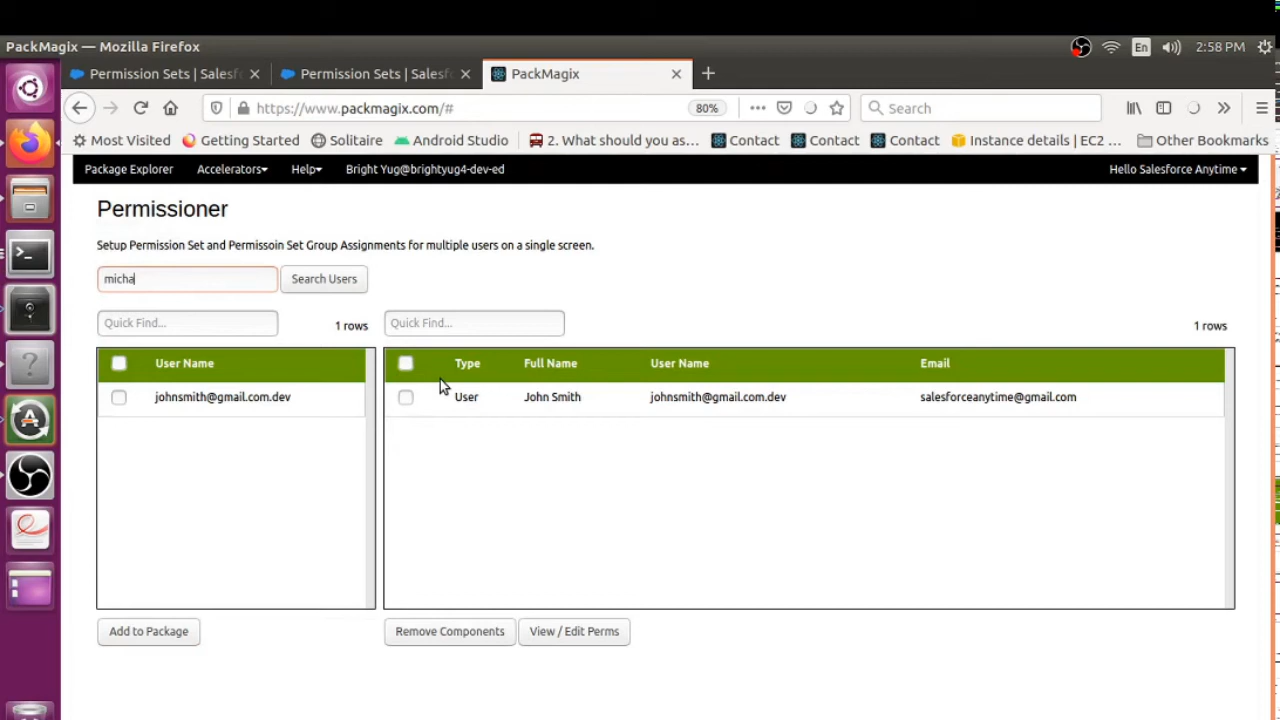 PackMagix — Mozilla Firefox
En
2:58 PM
Permission Sets | Salesf
Permission Sets | Salesf
PackMagix
https://www.packmagix.com/#
80%
Search
Most Visited
Getting Started
Solitaire
Android Studio
2. What should you as...
Contact
Contact
Contact
Instance details | EC2 ...
Other Bookmarks
Package Explorer
Accelerators
Help
Bright Yug@brightyug4-dev-ed
Hello Salesforce Anytime
Permissioner
Setup Permission Set and Permissoin Set Group Assignments for multiple users on a single screen.
micha
Search Users
Quick Find...
1 rows
Quick Find...
1 rows
User Name
Type
Full Name
User Name
Email
johnsmith@gmail.com.dev
User
John Smith
johnsmith@gmail.com.dev
salesforceanytime@gmail.com
Add to Package
Remove Components
View / Edit Perms